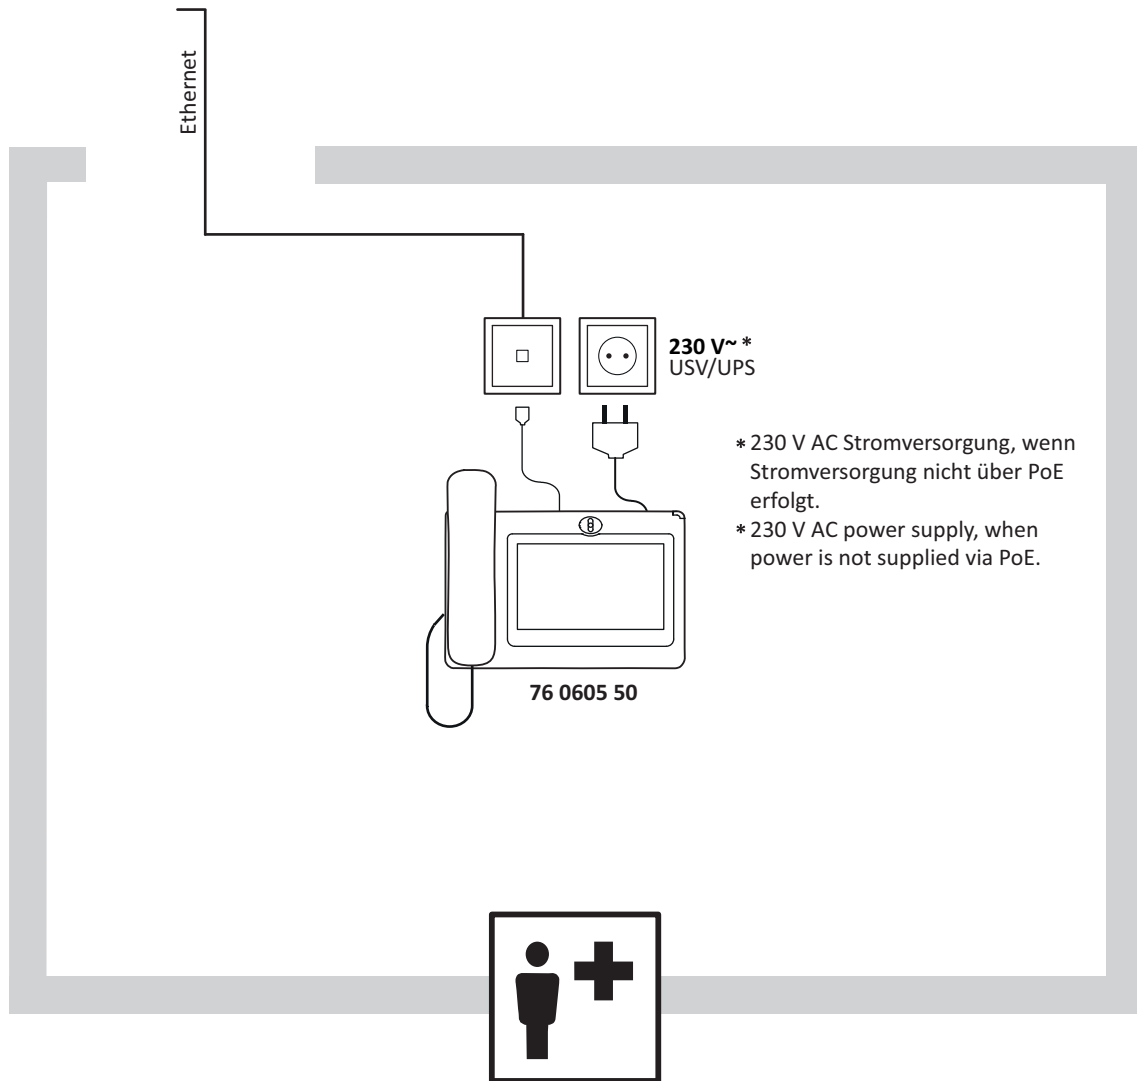 Ethernet
230 V~ *
USV/UPS
* 230 V AC Stromversorgung, wenn
Stromversorgung nicht über PoE
erfolgt.
* 230 V AC power supply, when
power is not supplied via PoE.
76 0605 50